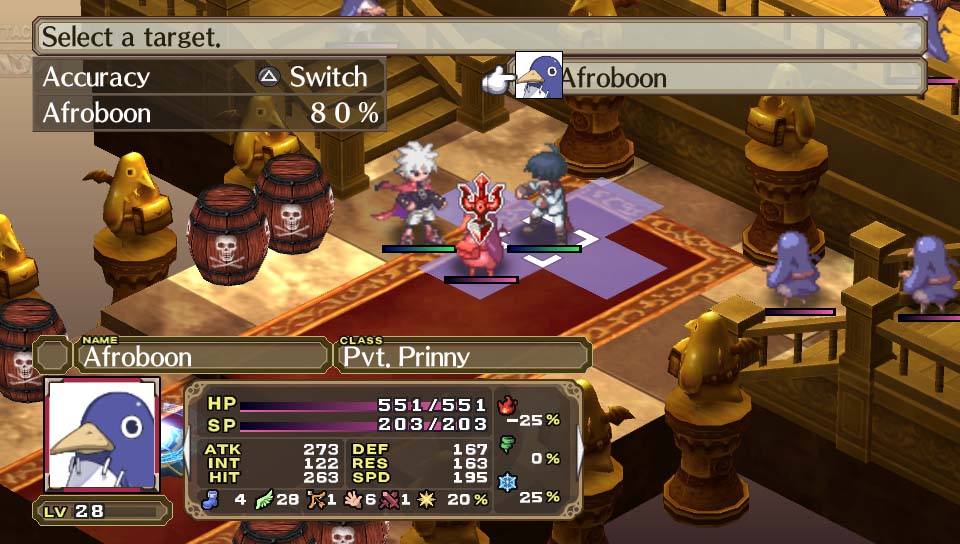 Select a target.
Accuracy Switch
Afroboon
Afroboon 80%
NAME
CLASS
Afroboon
Pvt. Prinny
HP 551/551
-25%
SP 203/203
ATK 273 DEF 167
INT 122 RES 163
0%
HIT 263 SPD 195
4 28 1 6 1 20%
25%
LV 28